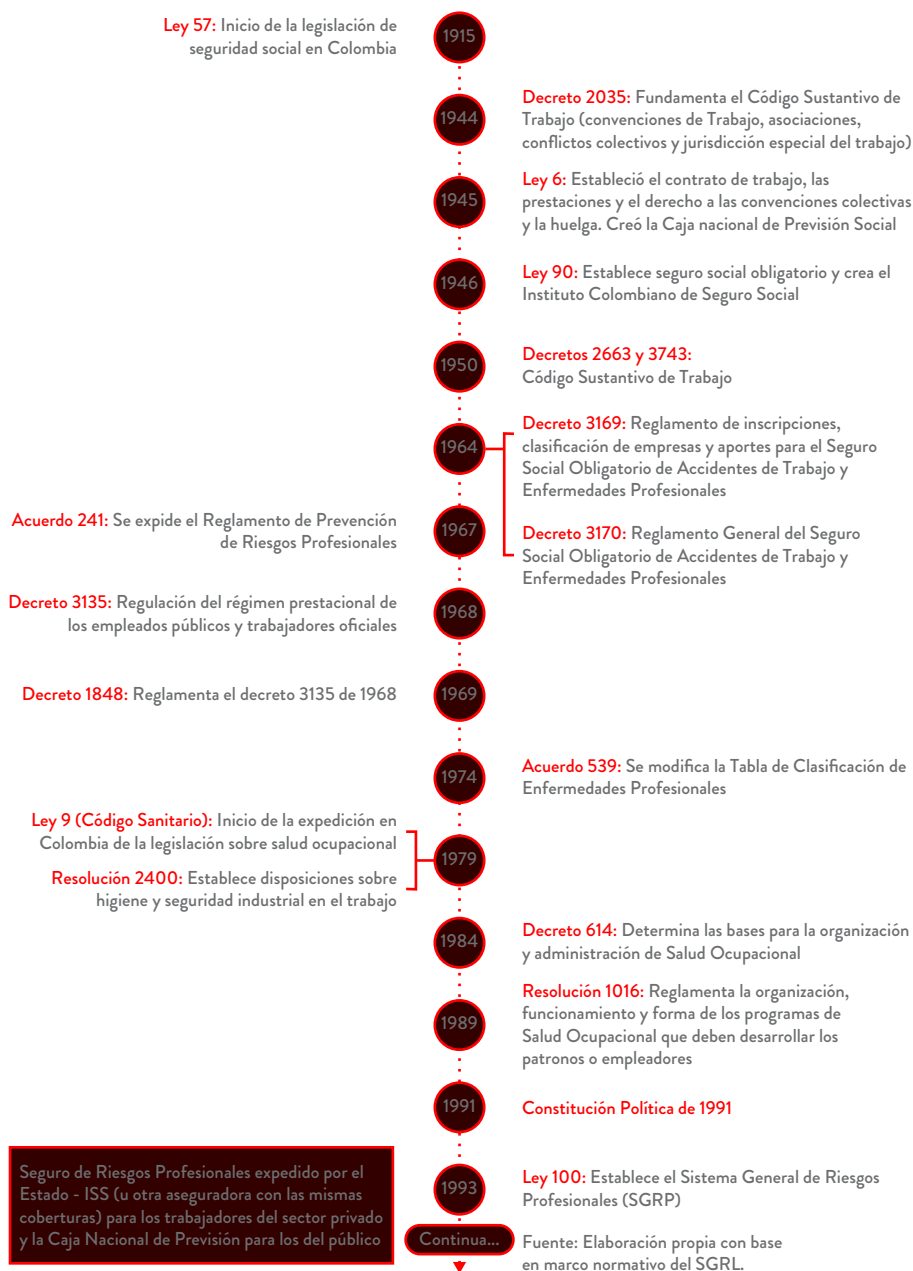 Ley 57: Inicio de la legislación de
seguridad social en Colombia
1915
1944
Decreto 2035: Fundamenta el Código Sustantivo de
Trabajo (convenciones de Trabajo, asociaciones,
conflictos colectivos y jurisdicción especial del trabajo)
1945
Ley 6: Estableció el contrato de trabajo, las
prestaciones y el derecho a las convenciones colectivas
y la huelga. Creó la Caja nacional de Previsión Social
1946
Ley 90: Establece seguro social obligatorio y crea el
Instituto Colombiano de Seguro Social
1950
Decretos 2663 y 3743:
Código Sustantivo de Trabajo
1964
Decreto 3169: Reglamento de inscripciones,
clasificación de empresas y aportes para el Seguro
Social Obligatorio de Accidentes de Trabajo y
Enfermedades Profesionales
Decreto 3170: Reglamento General del Seguro
Social Obligatorio de Accidentes de Trabajo y
Enfermedades Profesionales
Acuerdo 241: Se expide el Reglamento de Prevención
de Riesgos Profesionales
1967
Decreto 3135: Regulación del régimen prestacional de
los empleados públicos y trabajadores oficiales
1968
Decreto 1848: Reglamenta el decreto 3135 de 1968
1969
1974
Acuerdo 539: Se modifica la Tabla de Clasificación de
Enfermedades Profesionales
Ley 9 (Código Sanitario): Inicio de la expedición en
Colombia de la legislación sobre salud ocupacional
1979
Resolución 2400: Establece disposiciones sobre
higiene y seguridad industrial en el trabajo
1984
Decreto 614: Determina las bases para la organización
y administración de Salud Ocupacional
1989
Resolución 1016: Reglamenta la organización,
funcionamiento y forma de los programas de
Salud Ocupacional que deben desarrollar los
patronos o empleadores
1991
Constitución Política de 1991
Seguro de Riesgos Profesionales expedido por el
Estado - ISS (u otra aseguradora con las mismas
coberturas) para los trabajadores del sector privado
y la Caja Nacional de Previsión para los del público
1993
Ley 100: Establece el Sistema General de Riesgos
Profesionales (SGRP)
Continua...
Fuente: Elaboración propia con base
en marco normativo del SGRL.